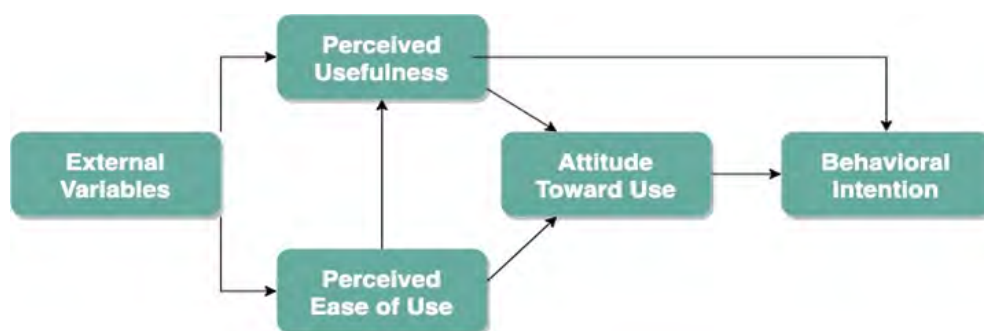 Perceived
Usefulness
External
Variables
Attitude
Toward Use
Behavioral
Intention
Perceived
Ease of Use